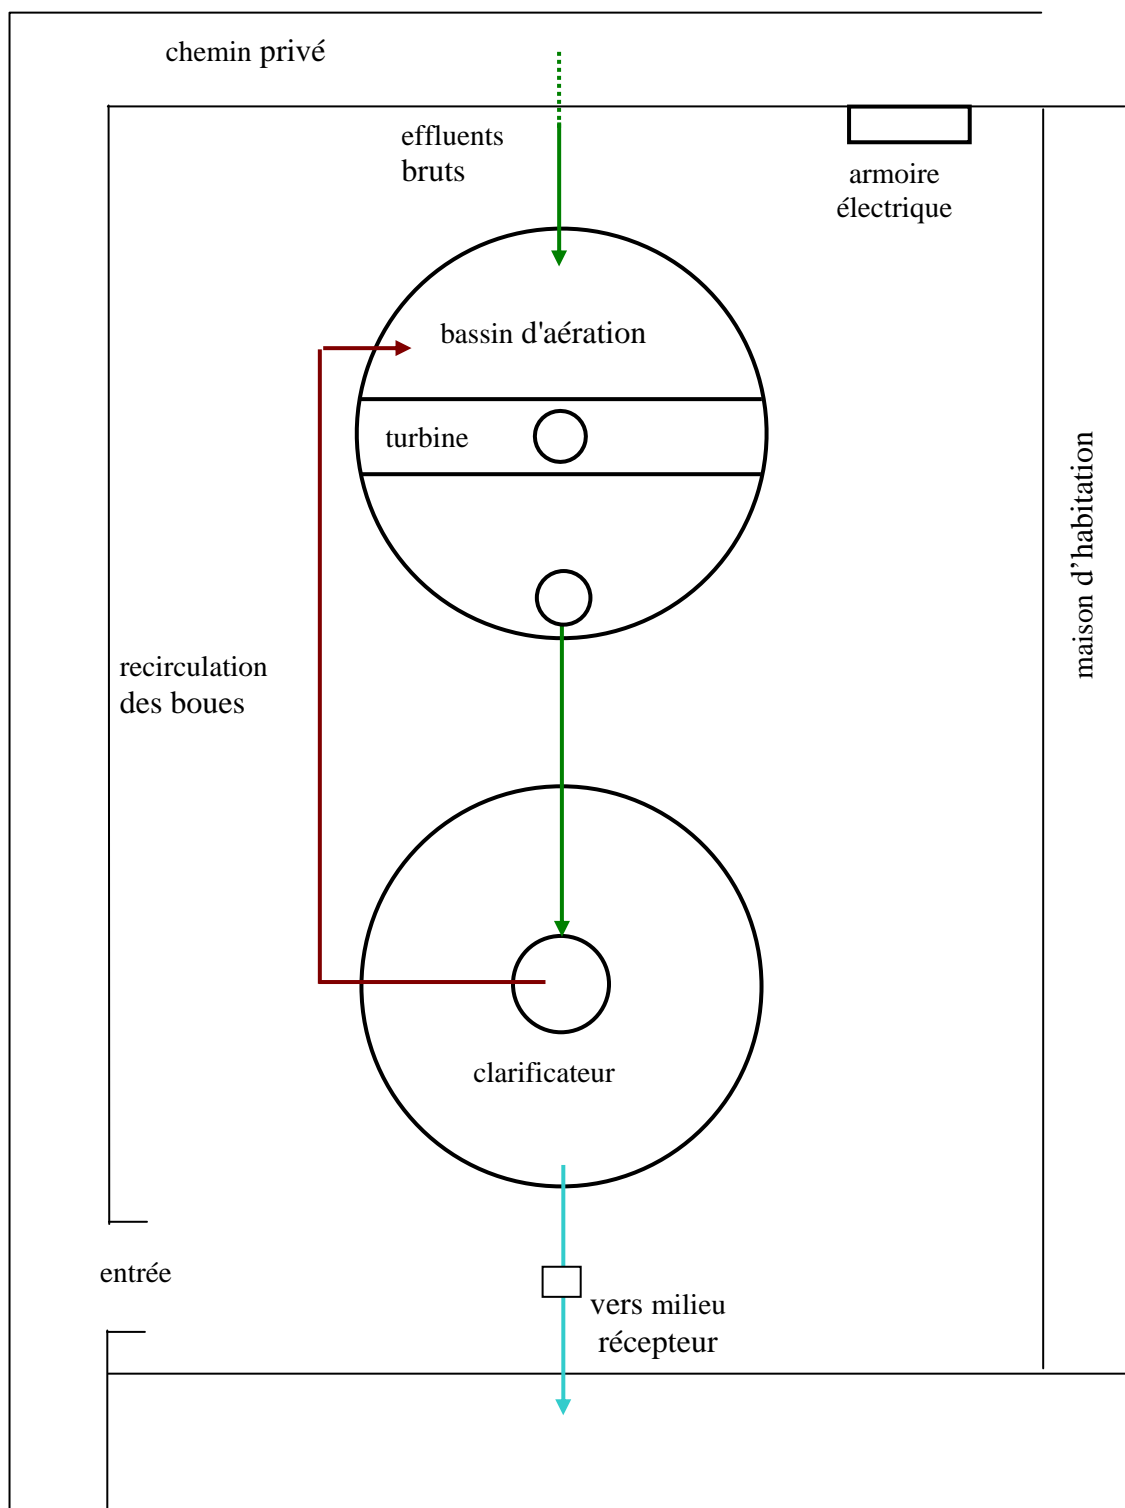 chemin privé
effluents
bruts
armoire
électrique
bassin d'aération
turbine
maison d’habitation
recirculation
des boues
clarificateur
entrée
vers milieu
récepteur